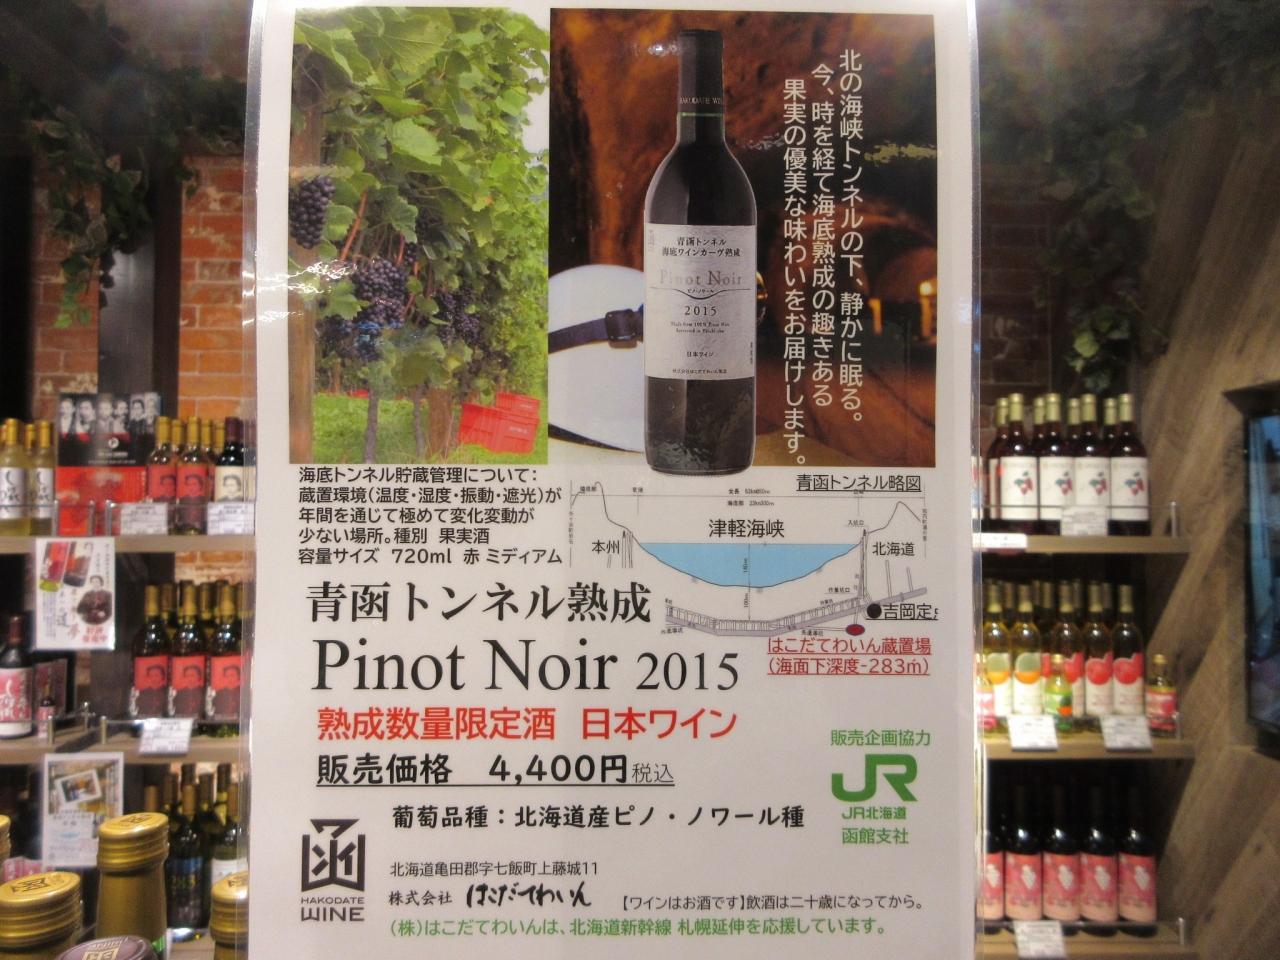 北の海峡トンネルの下、静かに眠る。
今、時を経て海底熟成の趣きある
果実の優美な味わいをお届けします。
HAKODATE WINE
青函トンネル
海底ワインカーヴ熟成
Pinot Noir
ピノ・ノワール
2015
日本ワイン
海底トンネル貯蔵管理について：
蔵置環境（温度・湿度・振動・遮光）が
年間を通じて極めて変化変動が
少ない場所。種別 果実酒
容量サイズ 720ml 赤 ミディアム
青函トンネル略図
津軽海峡
本州
北海道
●吉岡定
はこだてわいん蔵置場
（海面下深度-283m）
青函トンネル熟成
Pinot Noir 2015
熟成数量限定酒 日本ワイン
販売価格 4,400円税込
販売企画協力
JR
JR北海道
函館支社
葡萄品種：北海道産ピノ・ノワール種
HAKODATE
WINE
北海道亀田郡字七飯町上藤城11
株式会社 はこだてわいん
【ワインはお酒です】飲酒は二十歳になってから。
（株）はこだてわいんは、北海道新幹線 札幌延伸を応援しています。